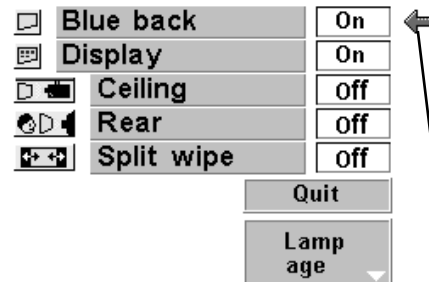 Blue back On
Display On
Ceiling off
Rear off
Split wipe off
Quit
Lamp
age